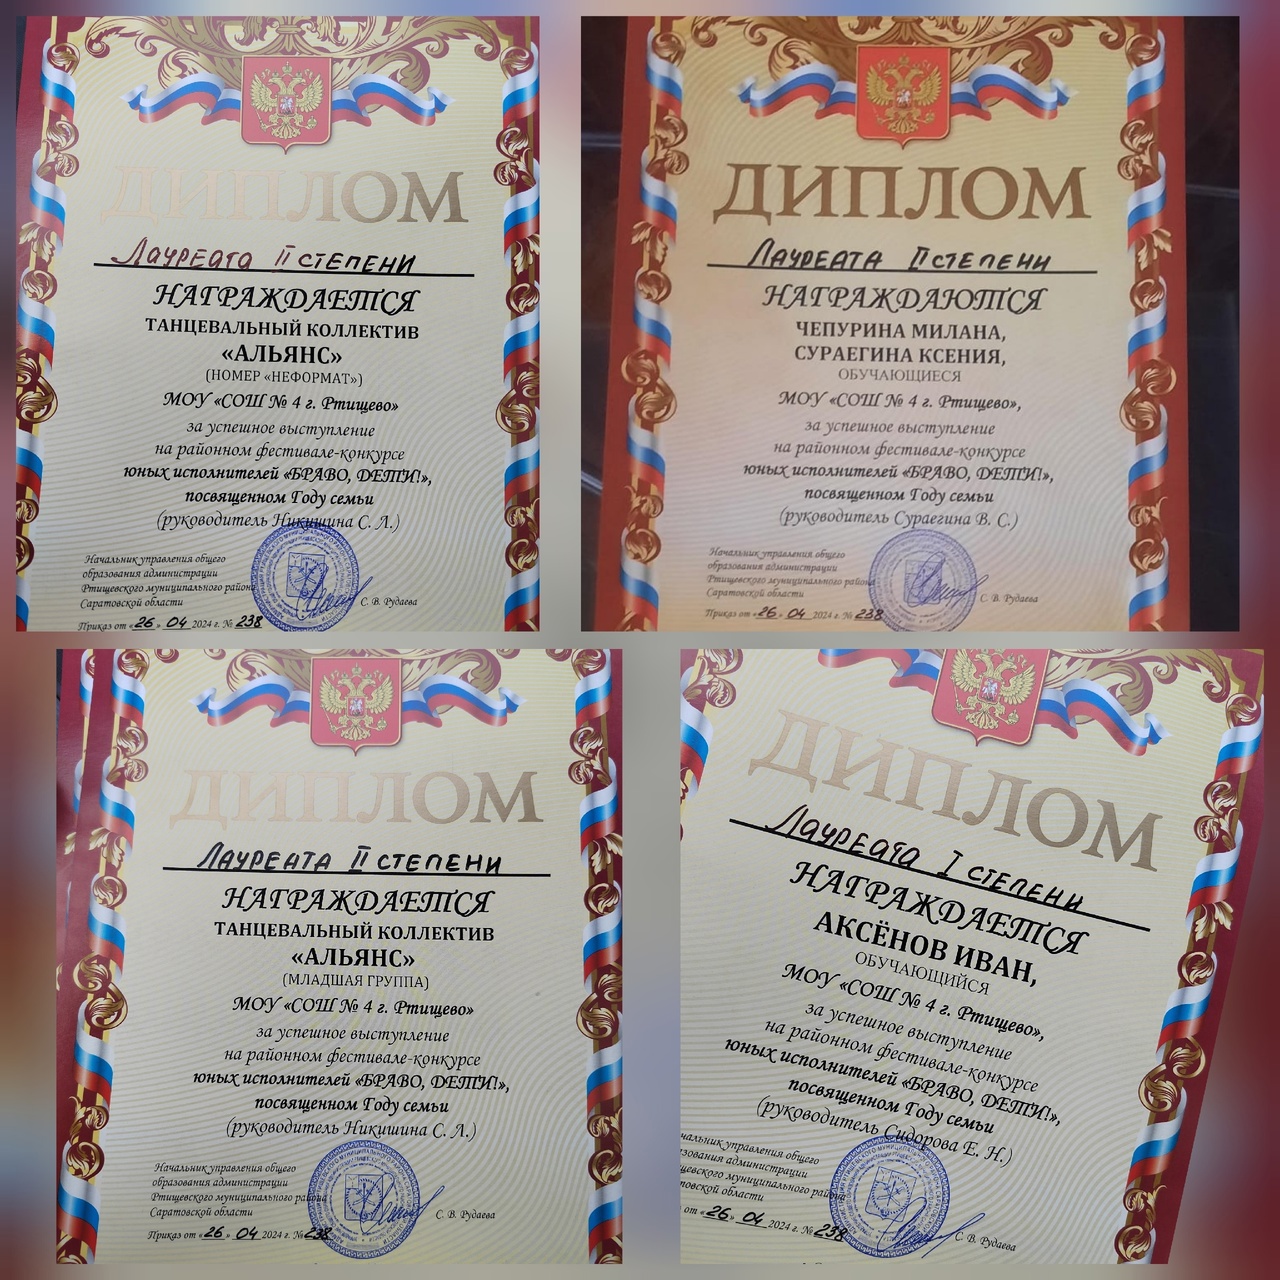 ДИПЛОМ
Лауреата II степени
НАГРАЖДАЕТСЯ
ТАНЦЕВАЛЬНЫЙ КОЛЛЕКТИВ
«АЛЬЯНС»
(НОМЕР «НЕФОРМАТ»)
МОУ «СОШ № 4 г. Ртищево»
за успешное выступление
на районном фестивале-конкурсе
юных исполнителей «БРАВО, ДЕТИ!»,
посвященном Году семьи
(руководитель Никишина С. Л.)
Начальник управления общего
образования администрации
Ртищевского муниципального района
Саратовской области С. В. Рудаева
Приказ от «26» 04 2024 г. № 238
ДИПЛОМ
Лауреата II степени
НАГРАЖДАЮТСЯ
ЧЕПУРИНА МИЛАНА,
СУРАЕГИНА КСЕНИЯ,
ОБУЧАЮЩИЕСЯ
МОУ «СОШ № 4 г. Ртищево»,
за успешное выступление
на районном фестивале-конкурсе
юных исполнителей «БРАВО, ДЕТИ!»,
посвященном Году семьи
(руководитель Сураегина В. С.)
Начальник управления общего
образования администрации
Ртищевского муниципального района
Саратовской области С. В. Рудаева
Приказ от «26» 04 2024 г. № 238
ДИПЛОМ
Лауреата II степени
НАГРАЖДАЕТСЯ
ТАНЦЕВАЛЬНЫЙ КОЛЛЕКТИВ
«АЛЬЯНС»
(МЛАДШАЯ ГРУППА)
МОУ «СОШ № 4 г. Ртищево»
за успешное выступление
на районном фестивале-конкурсе
юных исполнителей «БРАВО, ДЕТИ!»,
посвященном Году семьи
(руководитель Никишина С. Л.)
Начальник управления общего
образования администрации
Ртищевского муниципального района
Саратовской области С. В. Рудаева
Приказ от «26» 04 2024 г. № 238
ДИПЛОМ
Лауреата I степени
НАГРАЖДАЕТСЯ
АКСЁНОВ ИВАН,
ОБУЧАЮЩИЙСЯ
МОУ «СОШ № 4 г. Ртищево»,
за успешное выступление
на районном фестивале-конкурсе
юных исполнителей «БРАВО, ДЕТИ!»,
посвященном Году семьи
(руководитель Сидорова Е. Н.)
чальник управления общего
зования администрации
щевского муниципального района
товской области С. В. Рудаева
от «26» 04 2024 г. № 238